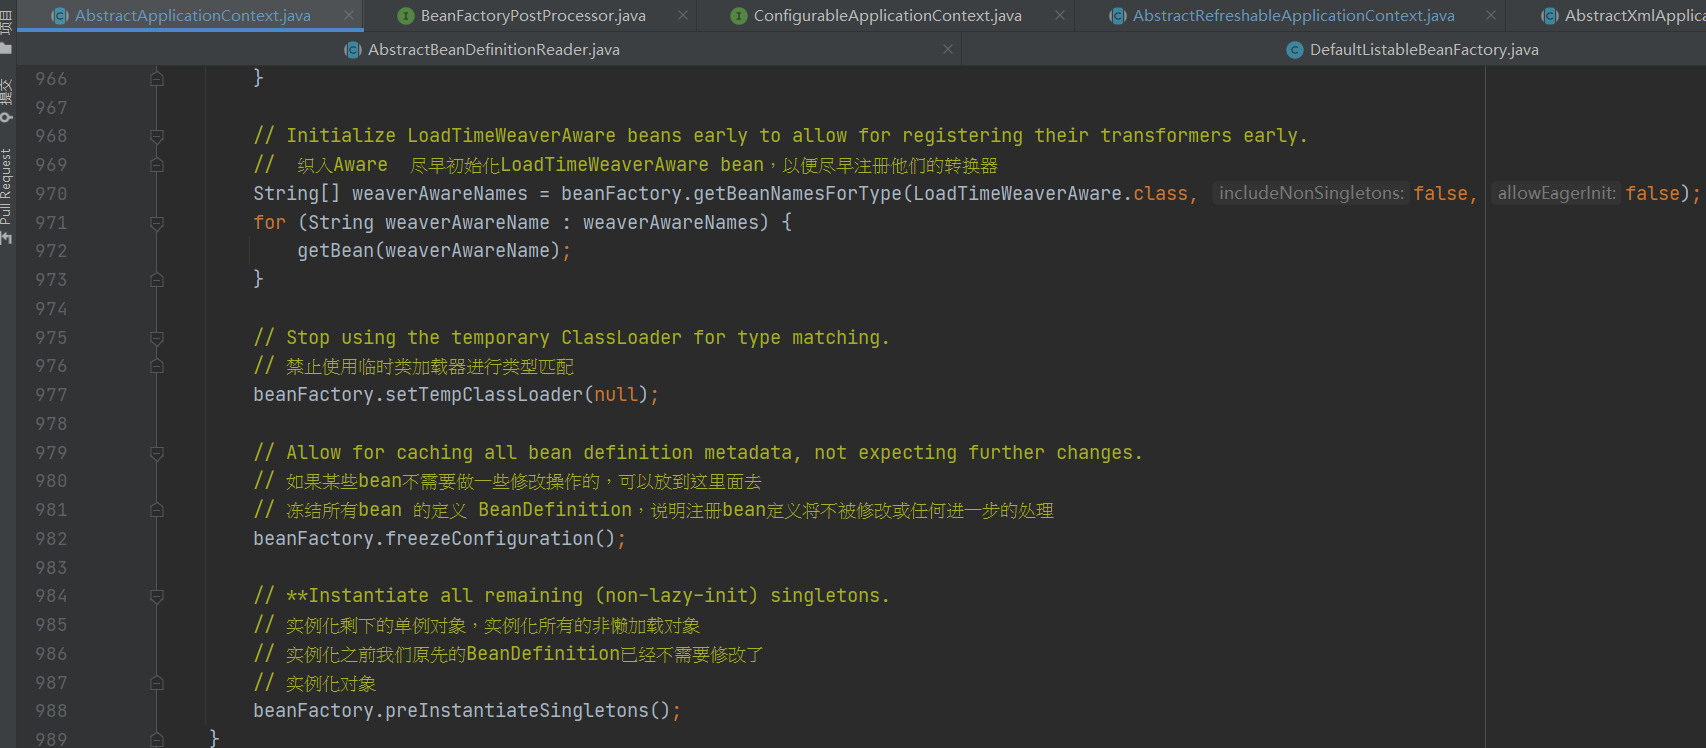 AbstractApplicationContext.java
BeanFactoryPostProcessor.java
ConfigurableApplicationContext.java
AbstractRefreshableApplicationContext.java
AbstractXmlApplica
AbstractBeanDefinitionReader.java
DefaultListableBeanFactory.java
项目
提交
Pull Request
966 }
967
968 // Initialize LoadTimeWeaverAware beans early to allow for registering their transformers early.
969 // 织入Aware 尽早初始化LoadTimeWeaverAware bean，以便尽早注册他们的转换器
970 String[] weaverAwareNames = beanFactory.getBeanNamesForType(LoadTimeWeaverAware.class, includeNonSingletons: false, allowEagerInit: false);
971 for (String weaverAwareName : weaverAwareNames) {
972 getBean(weaverAwareName);
973 }
974
975 // Stop using the temporary ClassLoader for type matching.
976 // 禁止使用临时类加载器进行类型匹配
977 beanFactory.setTempClassLoader(null);
978
979 // Allow for caching all bean definition metadata, not expecting further changes.
980 // 如果某些bean不需要做一些修改操作的，可以放到这里面去
981 // 冻结所有bean 的定义 BeanDefinition，说明注册bean定义将不被修改或任何进一步的处理
982 beanFactory.freezeConfiguration();
983
984 // **Instantiate all remaining (non-lazy-init) singletons.
985 // 实例化剩下的单例对象，实例化所有的非懒加载对象
986 // 实例化之前我们原先的BeanDefinition已经不需要修改了
987 // 实例化对象
988 beanFactory.preInstantiateSingletons();
989 }